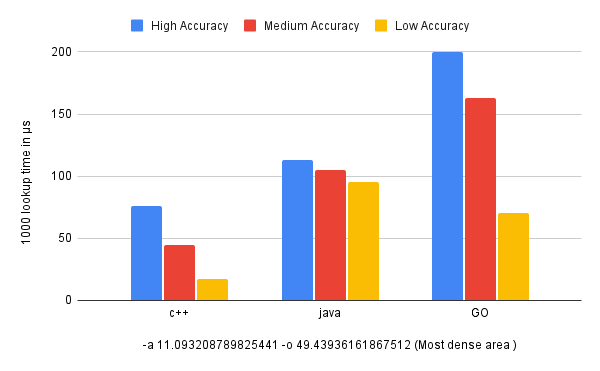 High Accuracy Medium Accuracy Low Accuracy
200
150
100
50
0
1000 lookup time in µs
c++ java GO
-a 11.093208789825441 -o 49.43936161867512 (Most dense area )